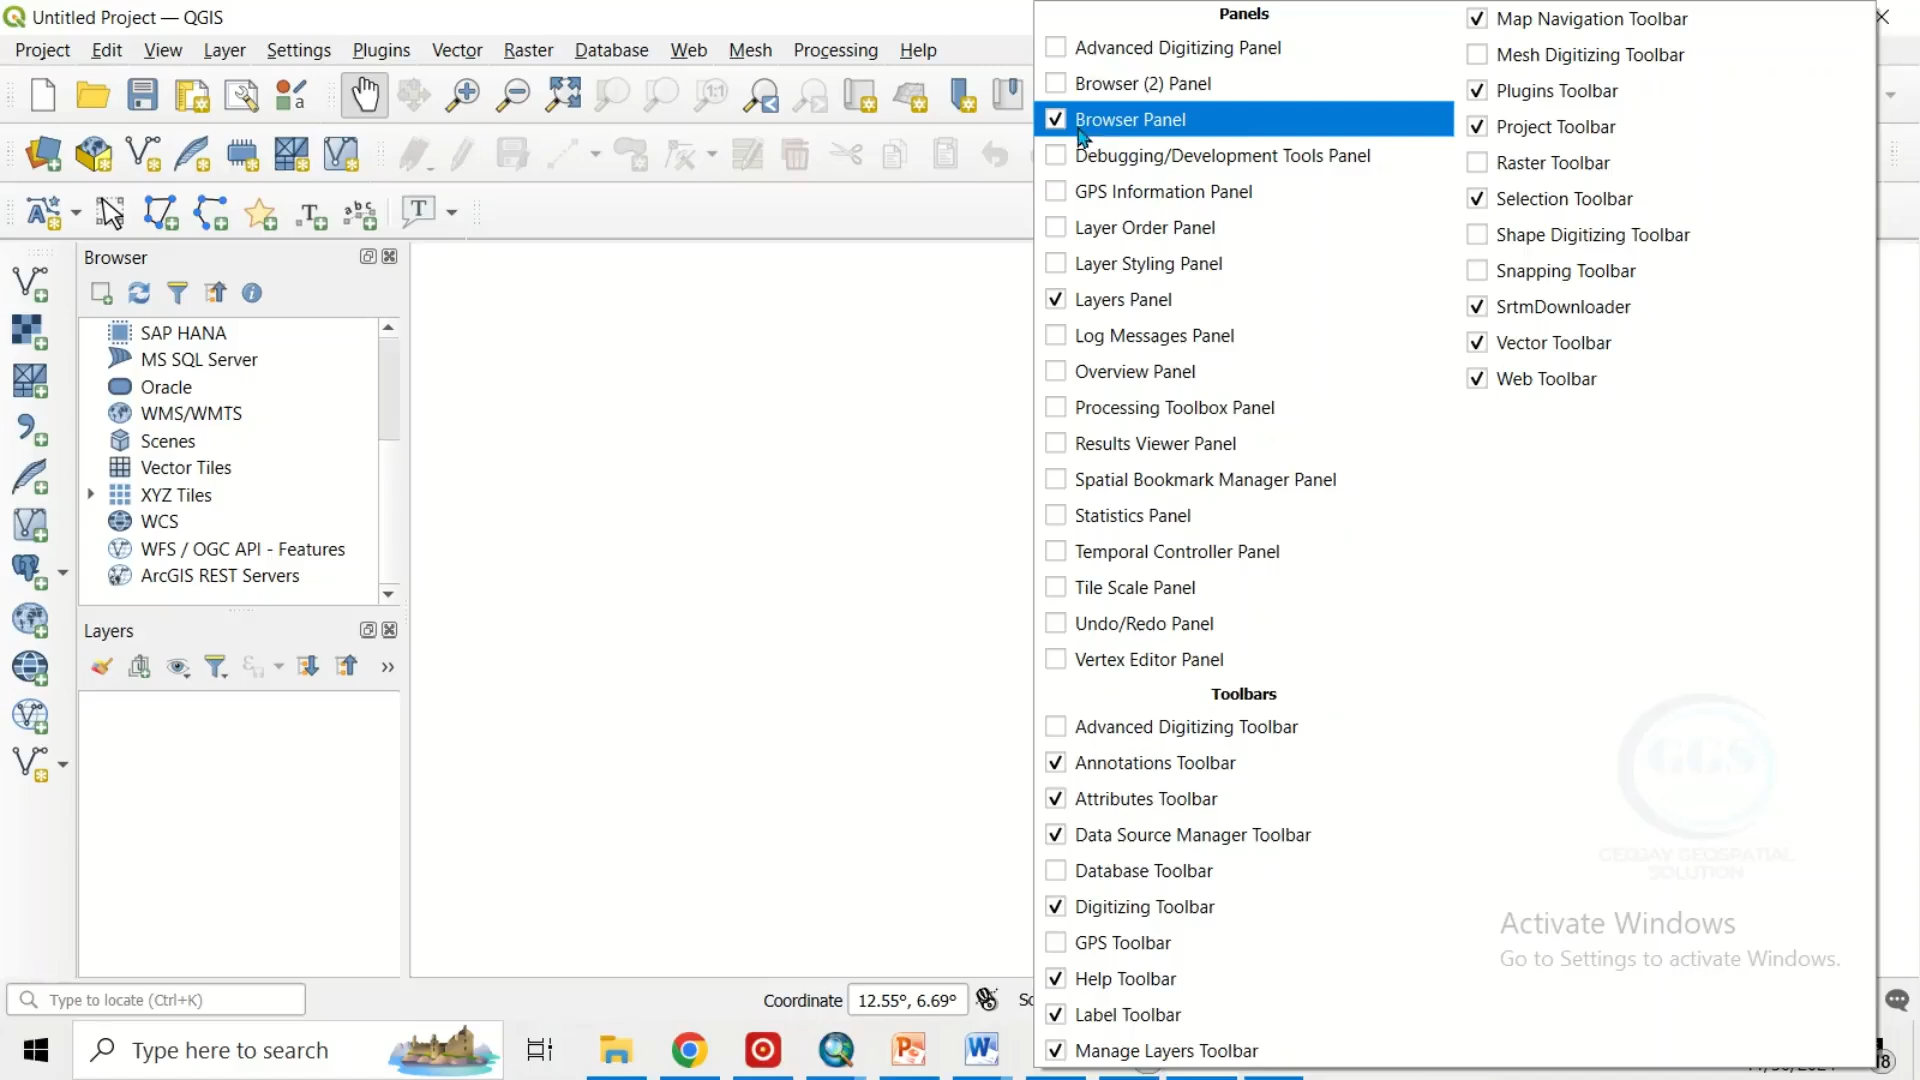 Untitled Project — QGIS
Project Edit View Layer Settings Plugins Vector Raster Database Web Mesh Processing Help
Browser
SAP HANA
MS SQL Server
Oracle
WMS/WMTS
Scenes
Vector Tiles
XYZ Tiles
WCS
WFS / OGC API - Features
ArcGIS REST Servers
Layers
Type to locate (Ctrl+K)
Coordinate 12.55°, 6.69°
Type here to search
Panels
Advanced Digitizing Panel
Browser (2) Panel
Browser Panel
Debugging/Development Tools Panel
GPS Information Panel
Layer Order Panel
Layer Styling Panel
Layers Panel
Log Messages Panel
Overview Panel
Processing Toolbox Panel
Results Viewer Panel
Spatial Bookmark Manager Panel
Statistics Panel
Temporal Controller Panel
Tile Scale Panel
Undo/Redo Panel
Vertex Editor Panel
Toolbars
Advanced Digitizing Toolbar
Annotations Toolbar
Attributes Toolbar
Data Source Manager Toolbar
Database Toolbar
Digitizing Toolbar
GPS Toolbar
Help Toolbar
Label Toolbar
Manage Layers Toolbar
Map Navigation Toolbar
Mesh Digitizing Toolbar
Plugins Toolbar
Project Toolbar
Raster Toolbar
Selection Toolbar
Shape Digitizing Toolbar
Snapping Toolbar
SrtmDownloader
Vector Toolbar
Web Toolbar
GGS
GEOSAY GEOSPATIAL
SOLUTION
Activate Windows
Go to Settings to activate Windows.